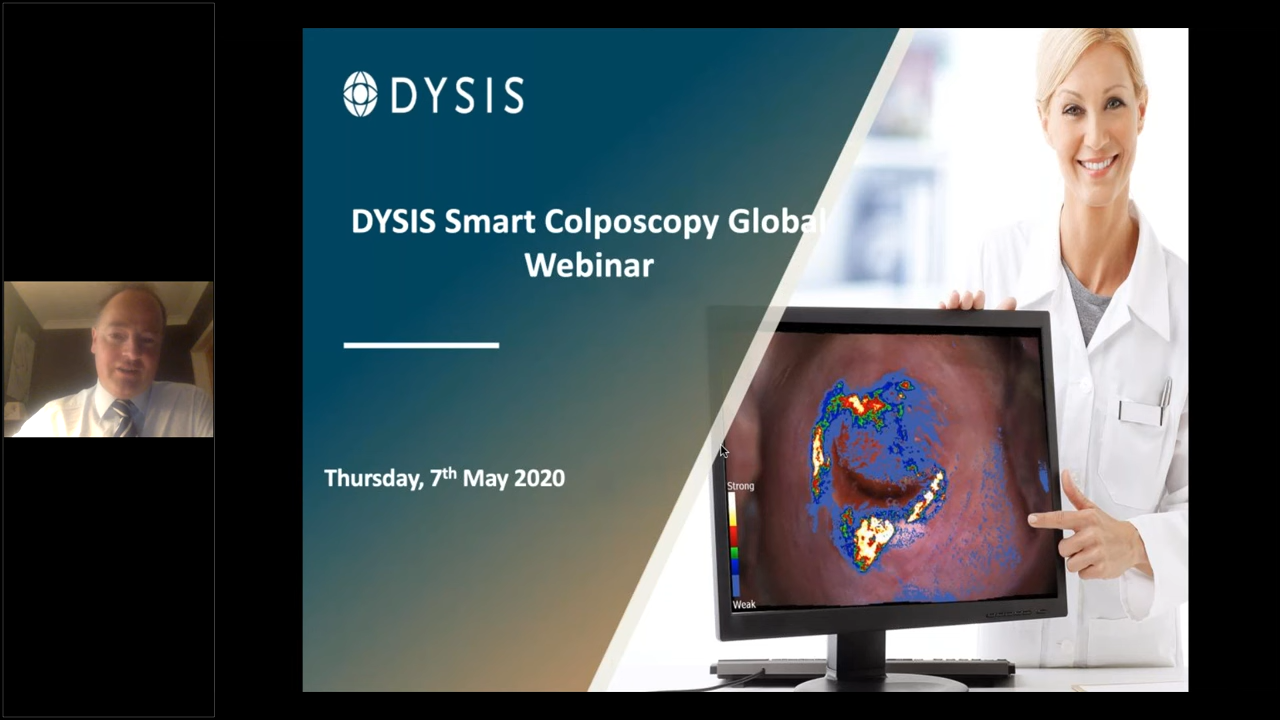 DYSIS
DYSIS Smart Colposcopy Global
Webinar
Thursday, 7th May 2020
Strong
Weak